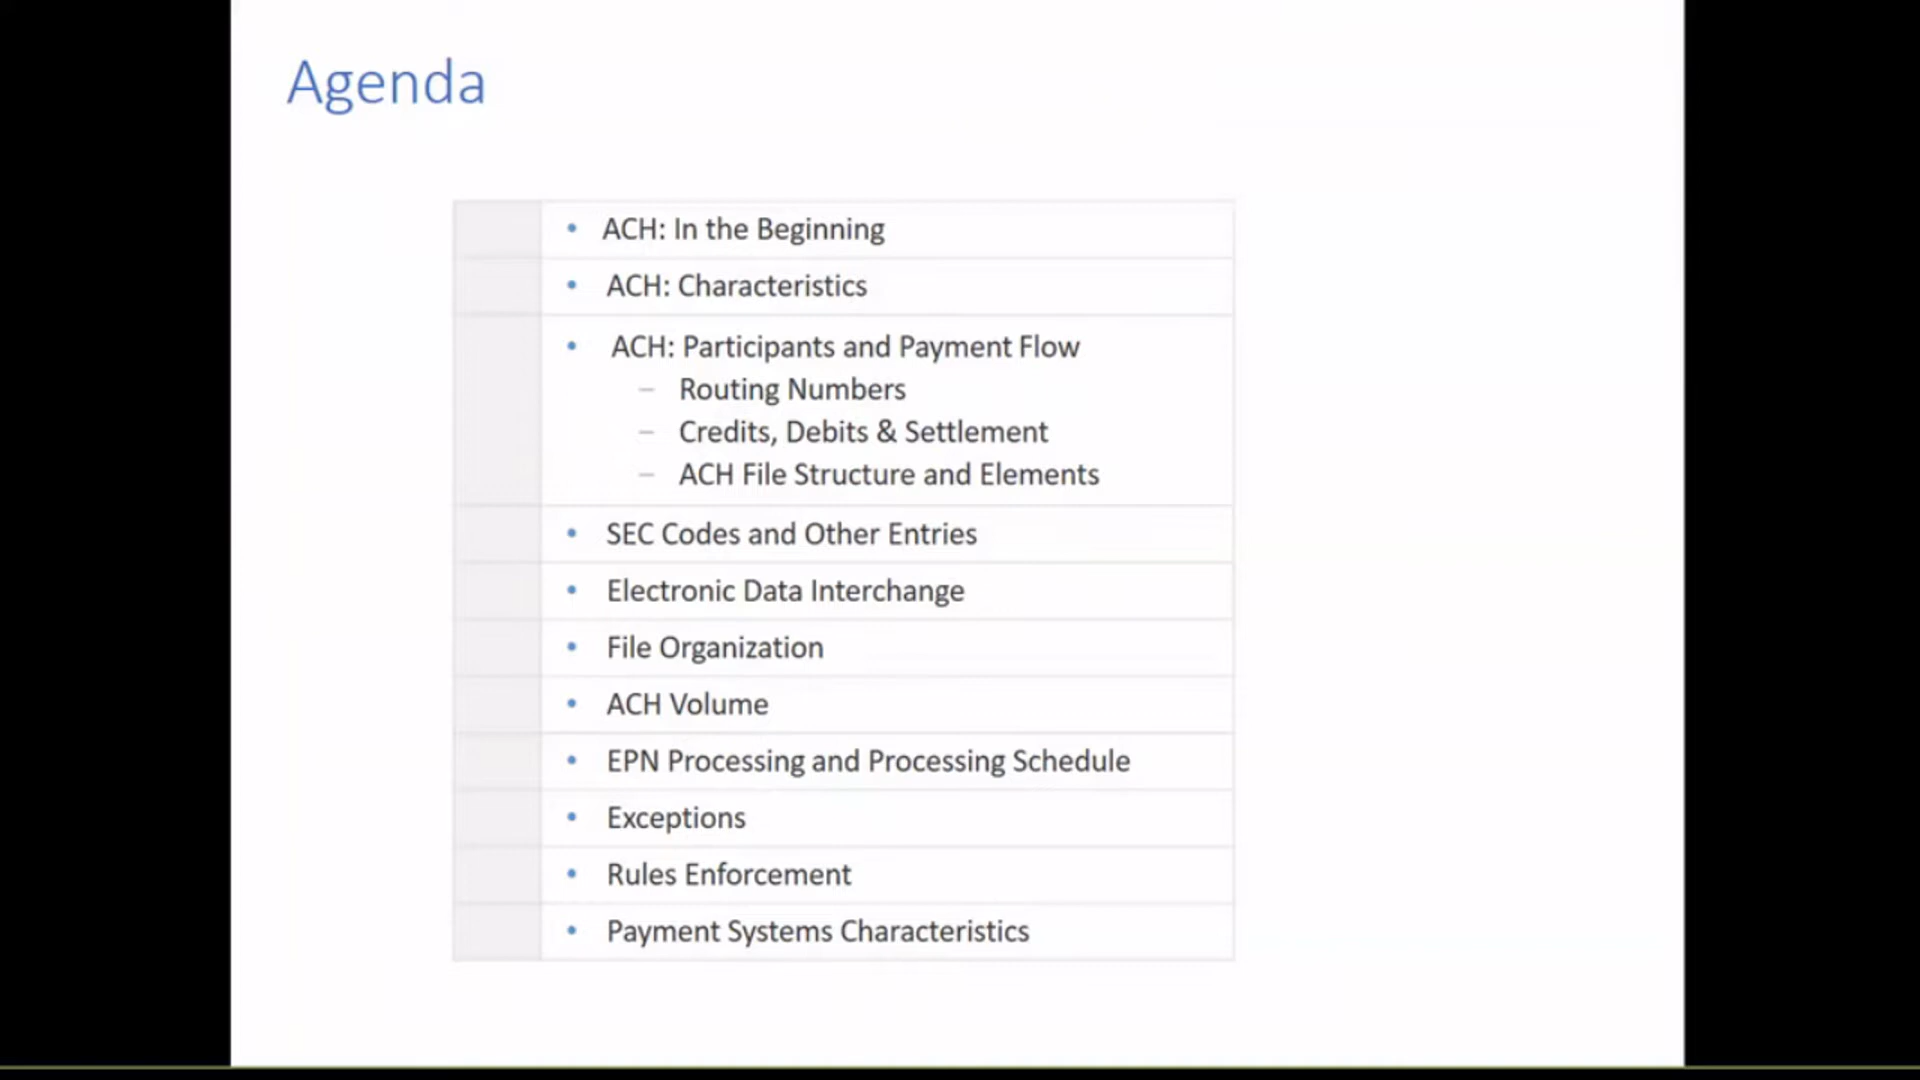 Agenda
• ACH: In the Beginning
• ACH: Characteristics
• ACH: Participants and Payment Flow
– Routing Numbers
– Credits, Debits & Settlement
– ACH File Structure and Elements
• SEC Codes and Other Entries
• Electronic Data Interchange
• File Organization
• ACH Volume
• EPN Processing and Processing Schedule
• Exceptions
• Rules Enforcement
• Payment Systems Characteristics